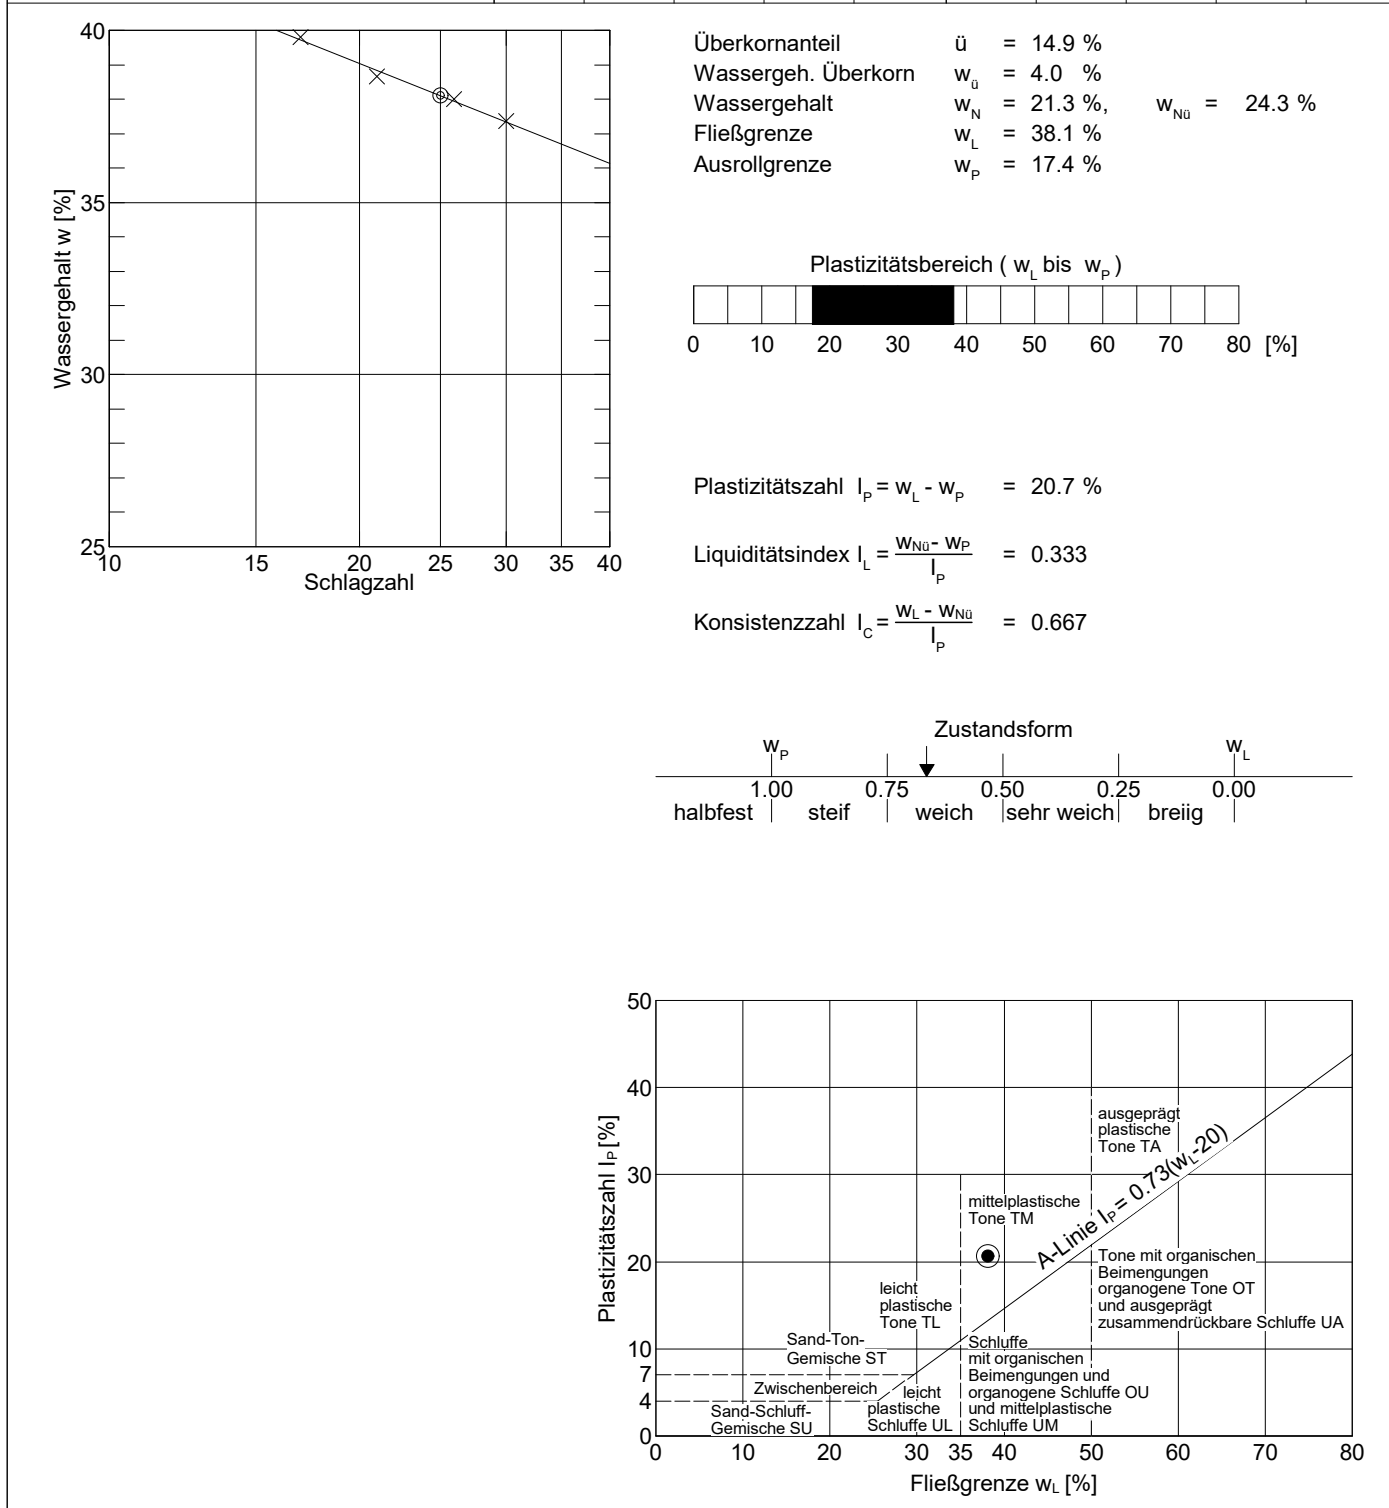 40
35
30
25
Wassergehalt w [%]
10 15 20 25 30 35 40
Schlagzahl
Überkornanteil ü = 14.9 %
Wassergeh. Überkorn wü = 4.0 %
Wassergehalt wN = 21.3 %, wNü = 24.3 %
Fließgrenze wL = 38.1 %
Ausrollgrenze wP = 17.4 %
Plastizitätsbereich ( wL bis wP )
0 10 20 30 40 50 60 70 80 [%]
Plastizitätszahl IP = wL - wP = 20.7 %
Liquiditätsindex IL = wNü - wP / IP = 0.333
Konsistenzzahl IC = wL - wNü / IP = 0.667
Zustandsform
wP wL
1.00 0.75 0.50 0.25 0.00
halbfest steif weich sehr weich breiig
50
40
30
20
10
7
4
0
Plastizitätszahl IP [%]
ausgeprägt
plastische
Tone TA
A-Linie IP = 0.73(wL-20)
mittelplastische
Tone TM
Tone mit organischen
Beimengungen
organogene Tone OT
und ausgeprägt
zusammendrückbare Schluffe UA
leicht
plastische
Tone TL
Sand-Ton-
Gemische ST
Zwischenbereich
Sand-Schluff-
Gemische SU
leicht
plastische
Schluffe UL
Schluffe
mit organischen
Beimengungen und
organogene Schluffe OU
und mittelplastische
Schluffe UM
0 10 20 30 35 40 50 60 70 80
Fließgrenze wL [%]